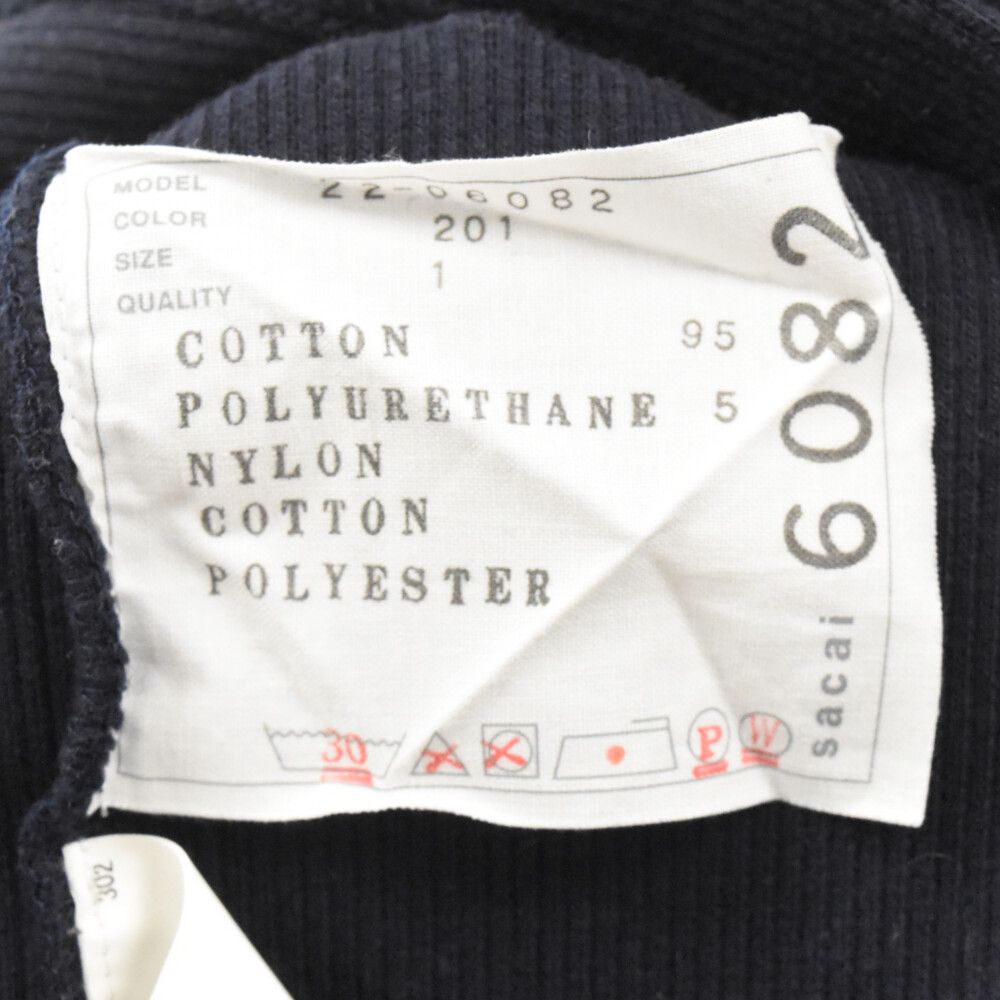 MODEL 22-06082
COLOR 201
SIZE 1
QUALITY
COTTON 95
POLYURETHANE 5
NYLON
COTTON
POLYESTER
30
P
W
sacai 6082
302